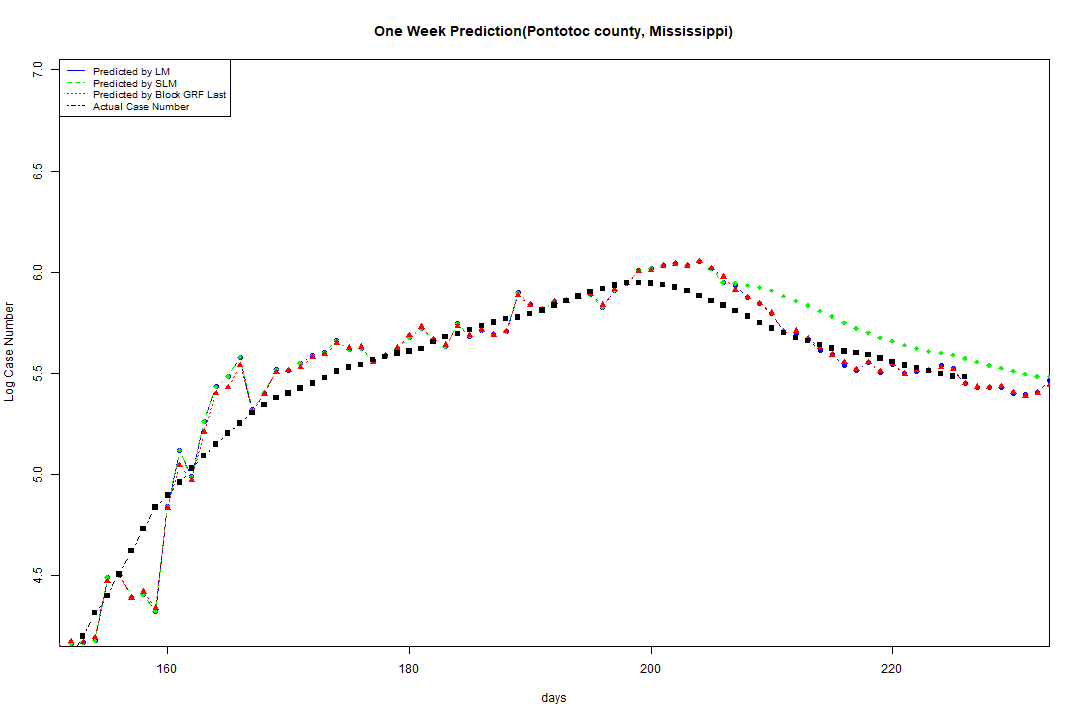 One Week Prediction(Pontotoc county, Mississippi)
Predicted by LM
Predicted by SLM
Predicted by Block GRF Last
Actual Case Number
7.0
6.5
6.0
5.5
5.0
4.5
Log Case Number
160 180 200 220
days